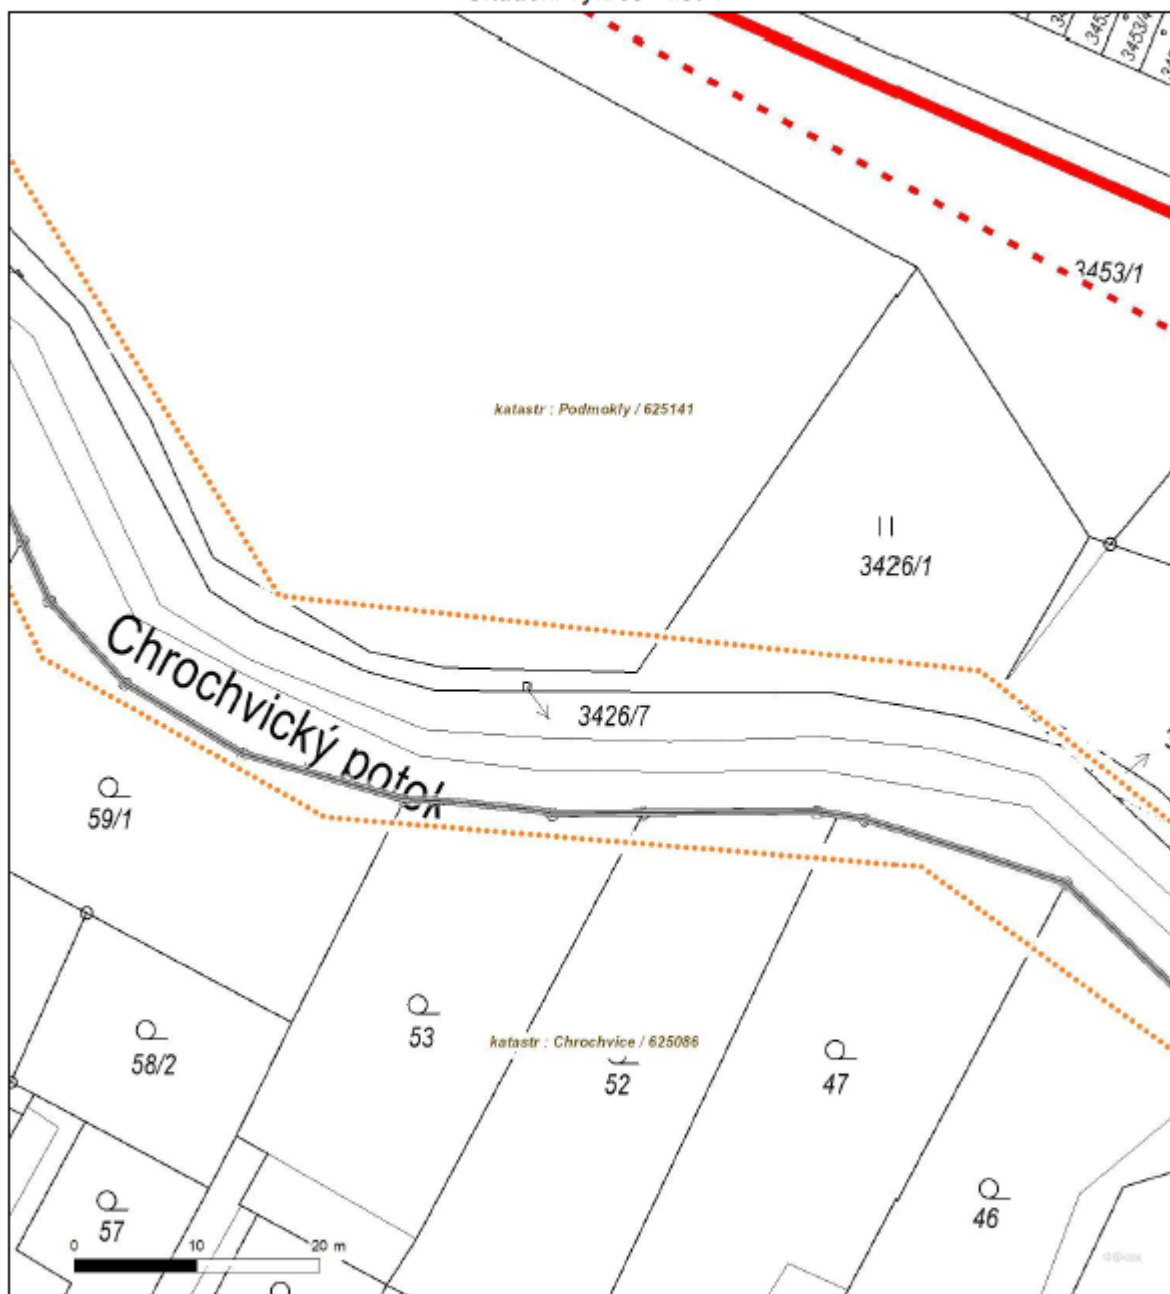 3453/1
katastr : Podmokly / 625141
3426/1
3426/7
Chrochvický potok
59/1
53
katastr : Chrochvice / 625086
58/2
52
47
57
46
0 10 20 m